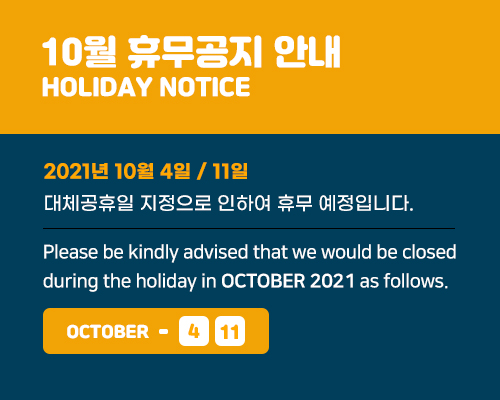 10월 휴무공지 안내
HOLIDAY NOTICE
2021년 10월 4일 / 11일
대체공휴일 지정으로 인하여 휴무 예정입니다.
Please be kindly advised that we would be closed
during the holiday in OCTOBER 2021 as follows.
OCTOBER - 4 11